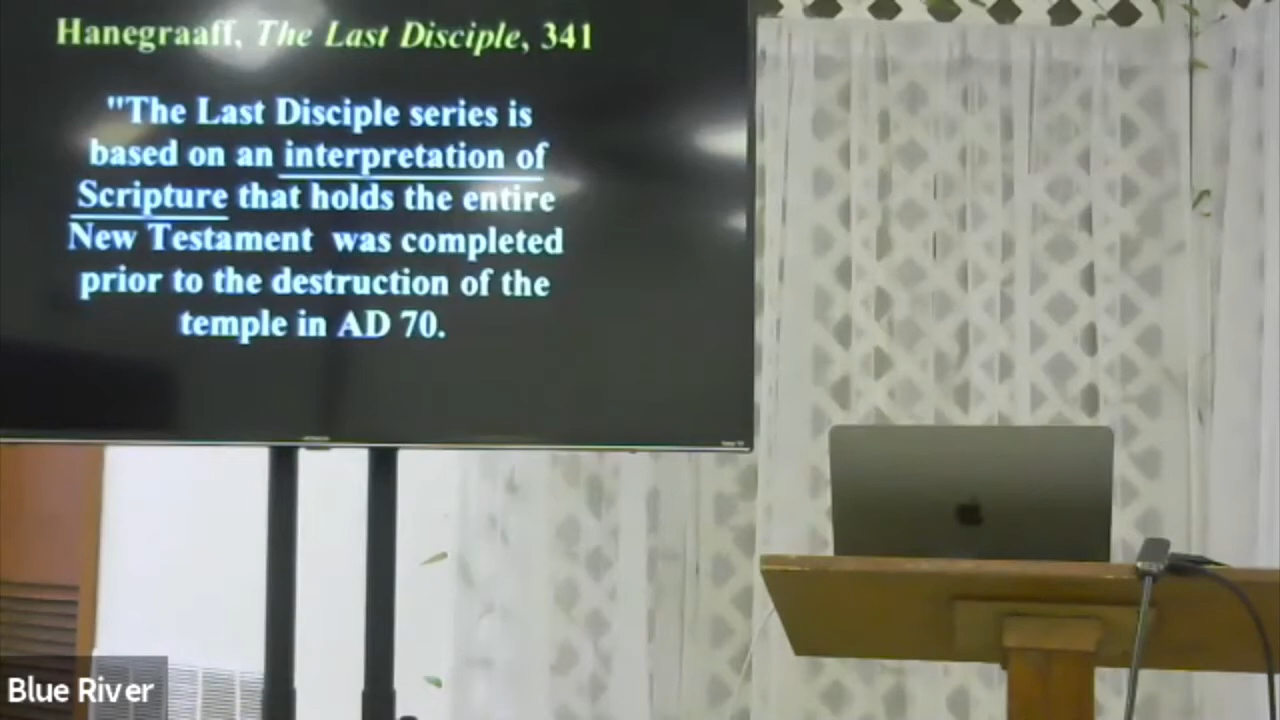 Hanegraaff, The Last Disciple, 341
"The Last Disciple series is
based on an interpretation of
Scripture that holds the entire
New Testament was completed
prior to the destruction of the
temple in AD 70.
Blue River